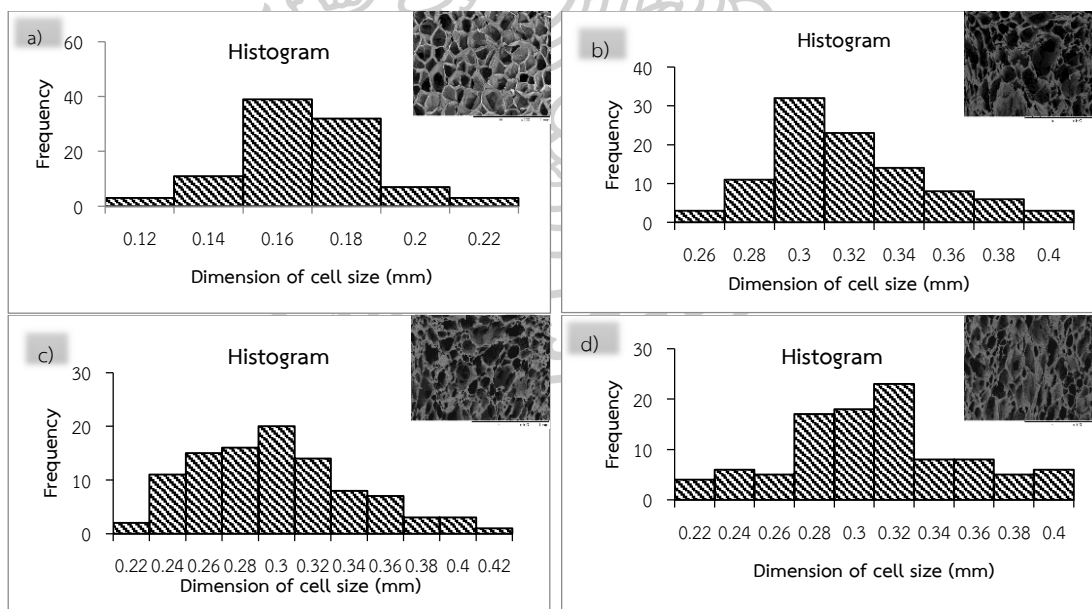 a)
Histogram
Frequency
60
40
20
0
0.12 0.14 0.16 0.18 0.2 0.22
Dimension of cell size (mm)
b)
Histogram
Frequency
40
30
20
10
0
0.26 0.28 0.3 0.32 0.34 0.36 0.38 0.4
Dimension of cell size (mm)
c)
Histogram
Frequency
30
20
10
0
0.22 0.24 0.26 0.28 0.3 0.32 0.34 0.36 0.38 0.4 0.42
Dimension of cell size (mm)
d)
Histogram
Frequency
30
20
10
0
0.22 0.24 0.26 0.28 0.3 0.32 0.34 0.36 0.38 0.4
Dimension of cell size (mm)